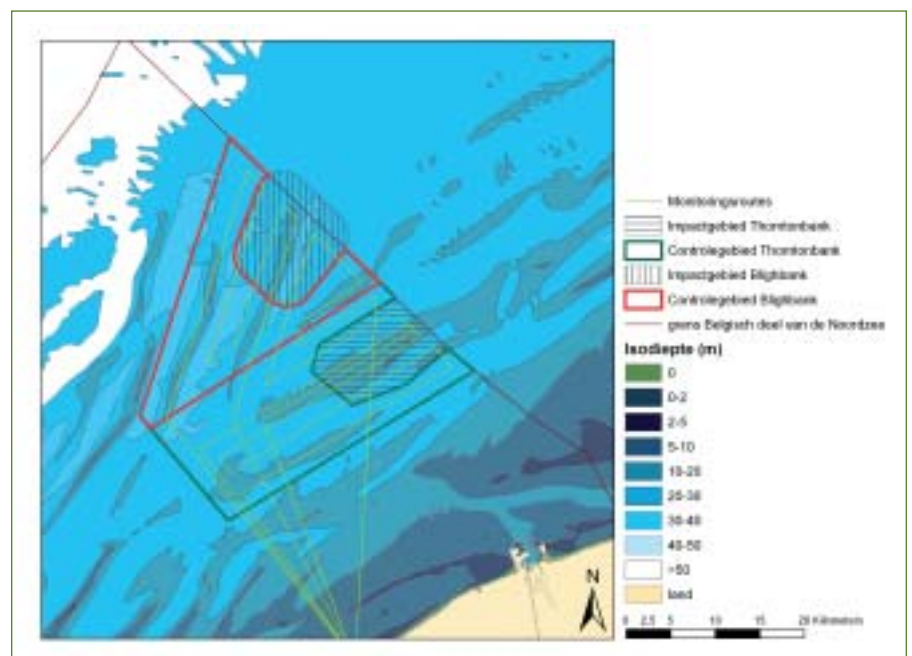 Monitoringsroutes
Impactgebied Thorntonbank
Controlegebied Thorntonbank
Impactgebied Blighbank
Controlegebied Blighbank
grens Belgisch deel van de Noordzee
Isodiepte (m)
0
0-2
2-5
5-10
10-20
20-30
30-40
40-50
>50
land
N
0 2,5 5 10 15 20 Kilometers